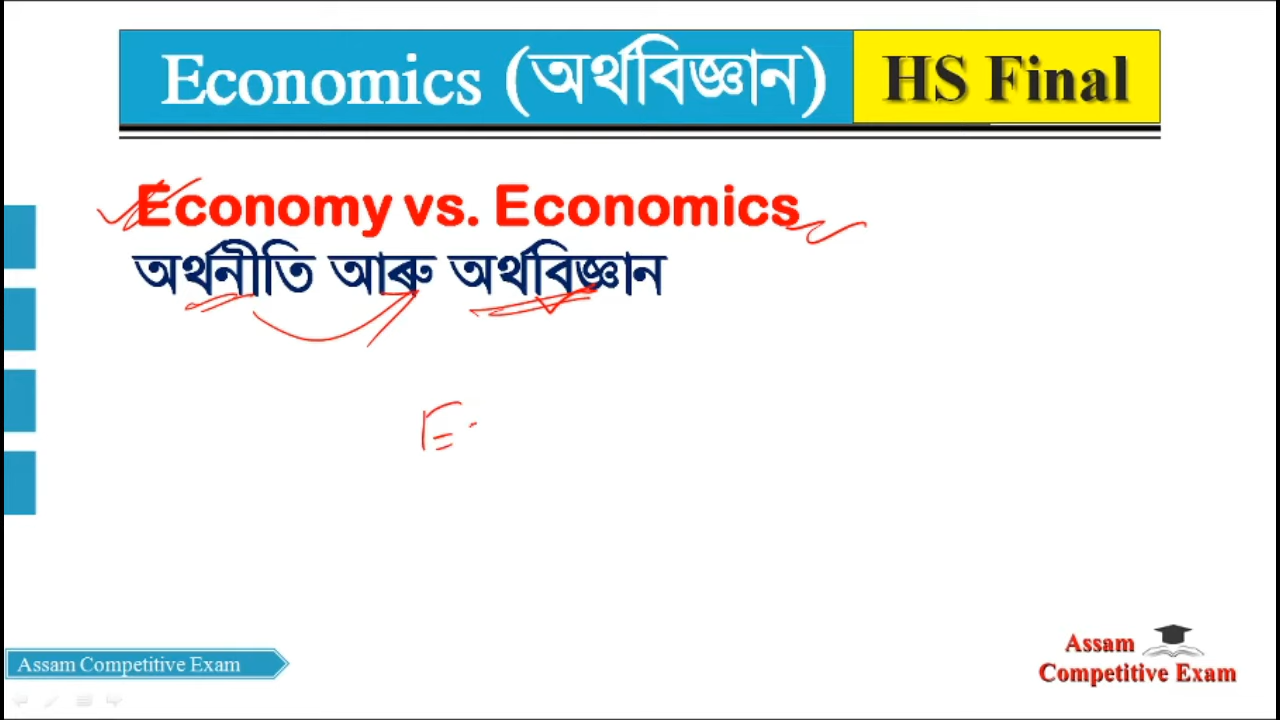 Economics (অৰ্থবিজ্ঞান) HS Final
Economy vs. Economics
অৰ্থনীতি আৰু অৰ্থবিজ্ঞান
E
Assam Competitive Exam
Assam
Competitive Exam